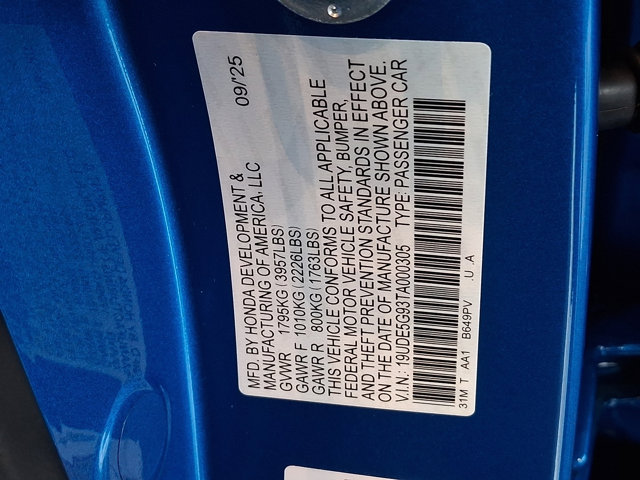 MFD. BY HONDA DEVELOPMENT & 09/'25
MANUFACTURING OF AMERICA, LLC
GVWR 1795KG(3957LBS)
GAWR F 1010KG(2226LBS)
GAWR R 800KG(1763LBS)
THIS VEHICLE CONFORMS TO ALL APPLICABLE
FEDERAL MOTOR VEHICLE SAFETY, BUMPER,
AND THEFT PREVENTION STANDARDS IN EFFECT
ON THE DATE OF MANUFACTURE SHOWN ABOVE.
V.I.N.: 19UDE5G93TA000305 TYPE: PASSENGER CAR
31M T AA1 B649PV .U .A